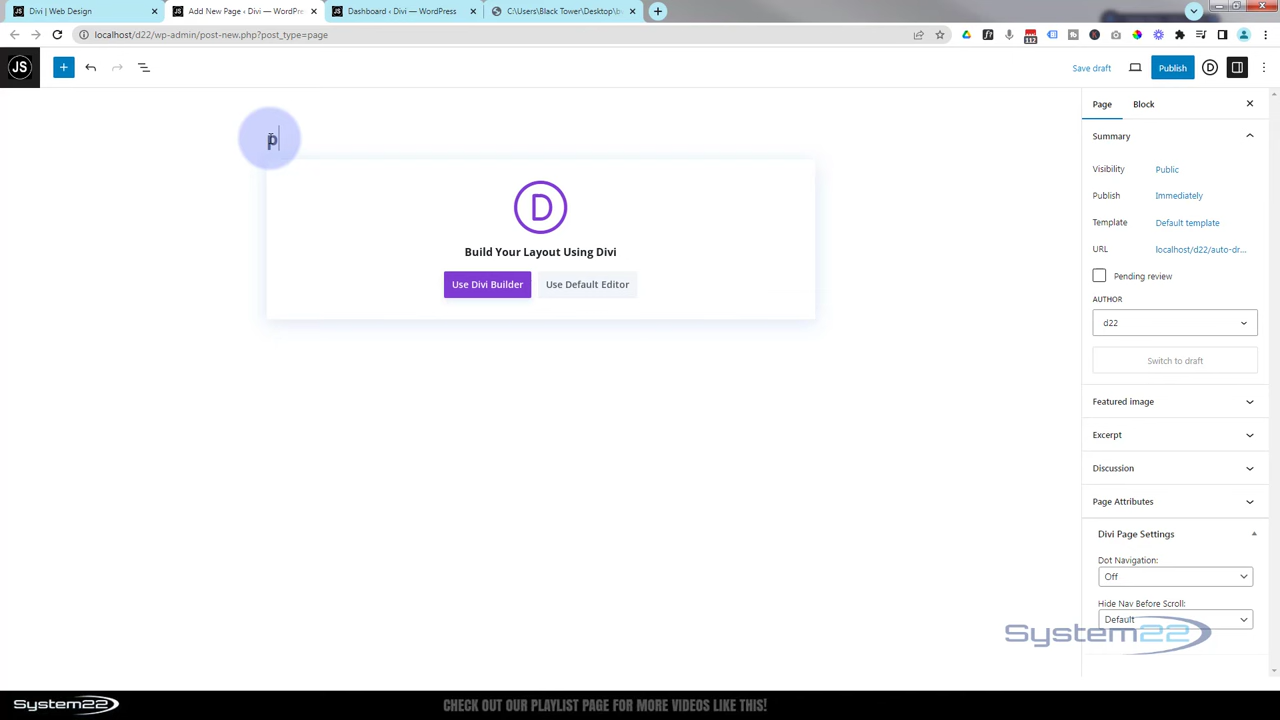 Divi | Web Design
Add New Page ‹ Divi — WordPre
Dashboard ‹ Divi — WordPress
C:\Users\Black Tower\Desktop\b
localhost/d22/wp-admin/post-new.php?post_type=page
112
JS
Save draft
Publish
D
p
D
Build Your Layout Using Divi
Use Divi Builder
Use Default Editor
Page
Block
Summary
Visibility
Public
Publish
Immediately
Template
Default template
URL
localhost/d22/auto-dr...
Pending review
AUTHOR
d22
Switch to draft
Featured image
Excerpt
Discussion
Page Attributes
Divi Page Settings
Dot Navigation:
Off
Hide Nav Before Scroll:
Default
System22
System22
CHECK OUT OUR PLAYLIST PAGE FOR MORE VIDEOS LIKE THIS!